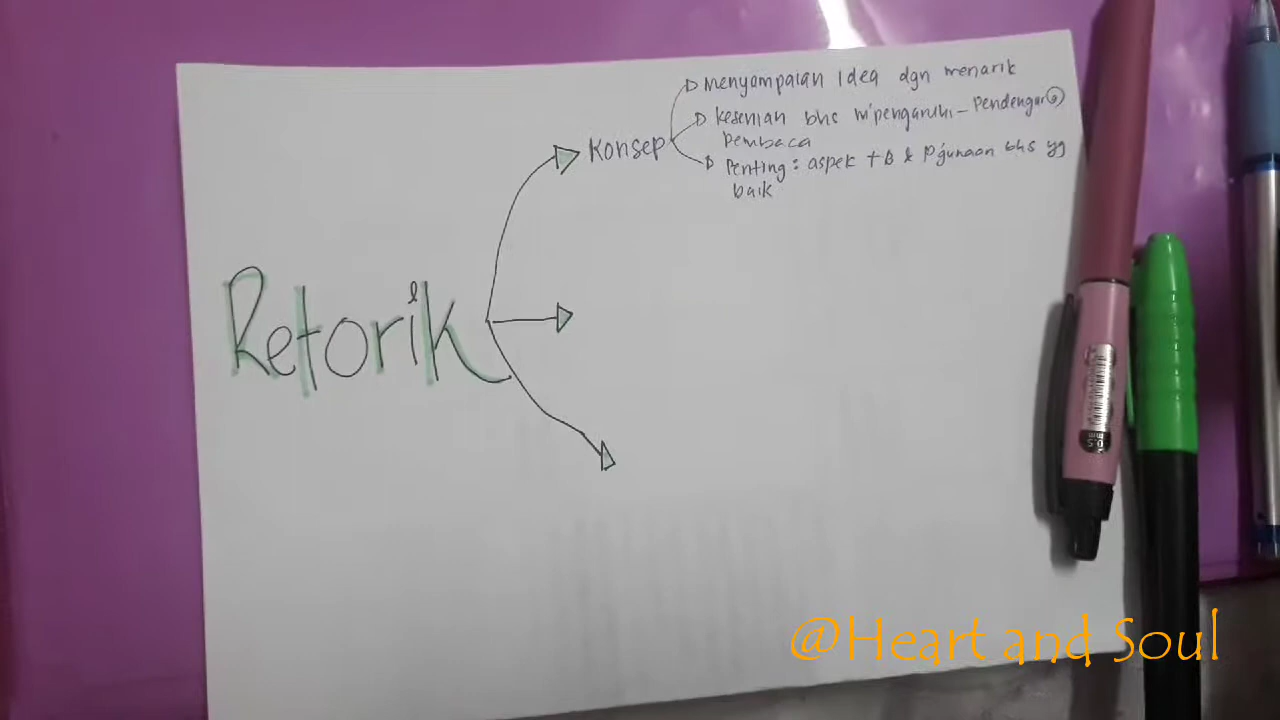 Retorik
Konsep
menyampaian idea dgn menarik
kesenian bhs m'pengaruhi - Pendengar @
Pembaca
Penting : aspek tB & p'gunaan bhs yg
baik
@Heart and Soul